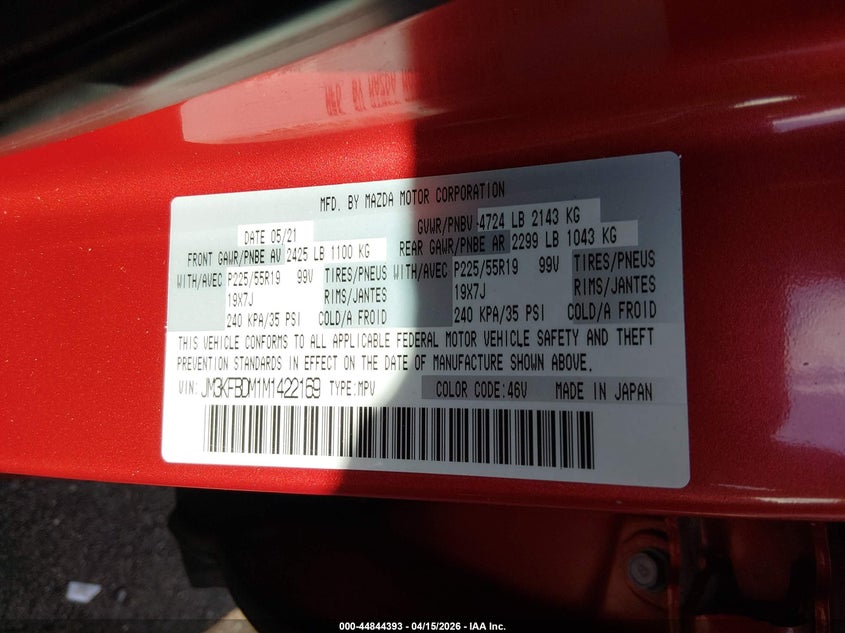 MFD. BY MAZDA MOTOR CORPORATION
DATE 05/21 GVWR/PNBV 4724 LB 2143 KG
FRONT GAWR/PNBE AV 2425 LB 1100 KG REAR GAWR/PNBE AR 2299 LB 1043 KG
WITH/AVEC P225/55R19 99V TIRES/PNEUS WITH/AVEC P225/55R19 99V TIRES/PNEUS
19X7J RIMS/JANTES 19X7J RIMS/JANTES
240 KPA/35 PSI COLD/A FROID 240 KPA/35 PSI COLD/A FROID
THIS VEHICLE CONFORMS TO ALL APPLICABLE FEDERAL MOTOR VEHICLE SAFETY AND THEFT
PREVENTION STANDARDS IN EFFECT ON THE DATE OF MANUFACTURE SHOWN ABOVE.
VIN: JM3KFBDM1M1422169 TYPE:MPV COLOR CODE:46V MADE IN JAPAN
000-44844393 - 04/15/2026 - IAA Inc.